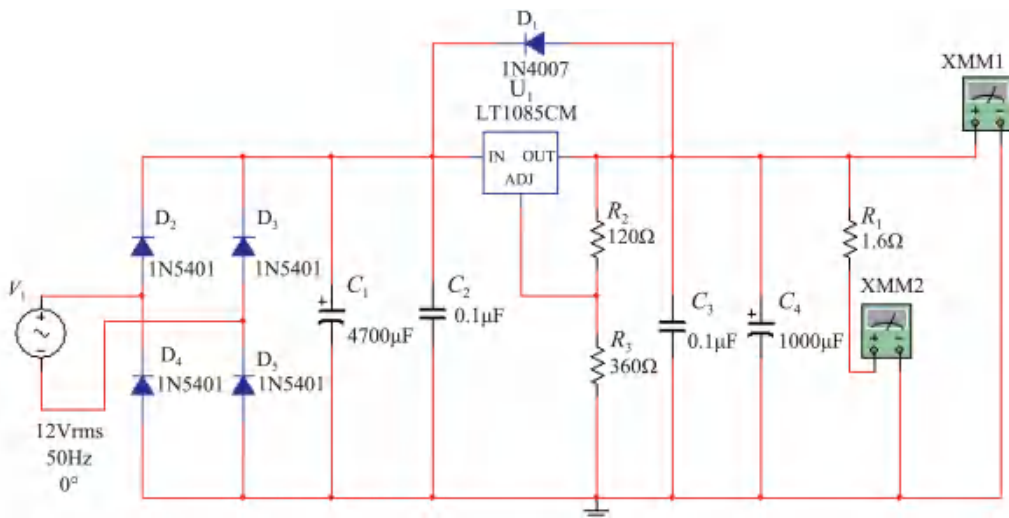 D₁
1N4007
XMM1
U₁
LT1085CM
IN OUT
ADJ
D₂
1N5401
D₃
1N5401
R₂
120Ω
R₁
1.6Ω
XMM2
V₁
C₁
4700μF
C₂
0.1μF
C₃
0.1μF
C₄
1000μF
D₄
1N5401
D₅
1N5401
R₃
360Ω
12Vrms
50Hz
0°